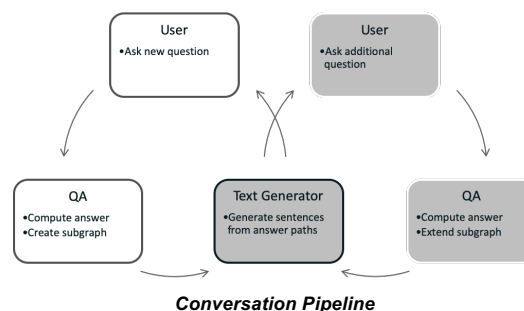 User
•Ask new question
User
•Ask additional
question
QA
•Compute answer
•Create subgraph
Text Generator
•Generate sentences
from answer paths
QA
•Compute answer
•Extend subgraph
Conversation Pipeline